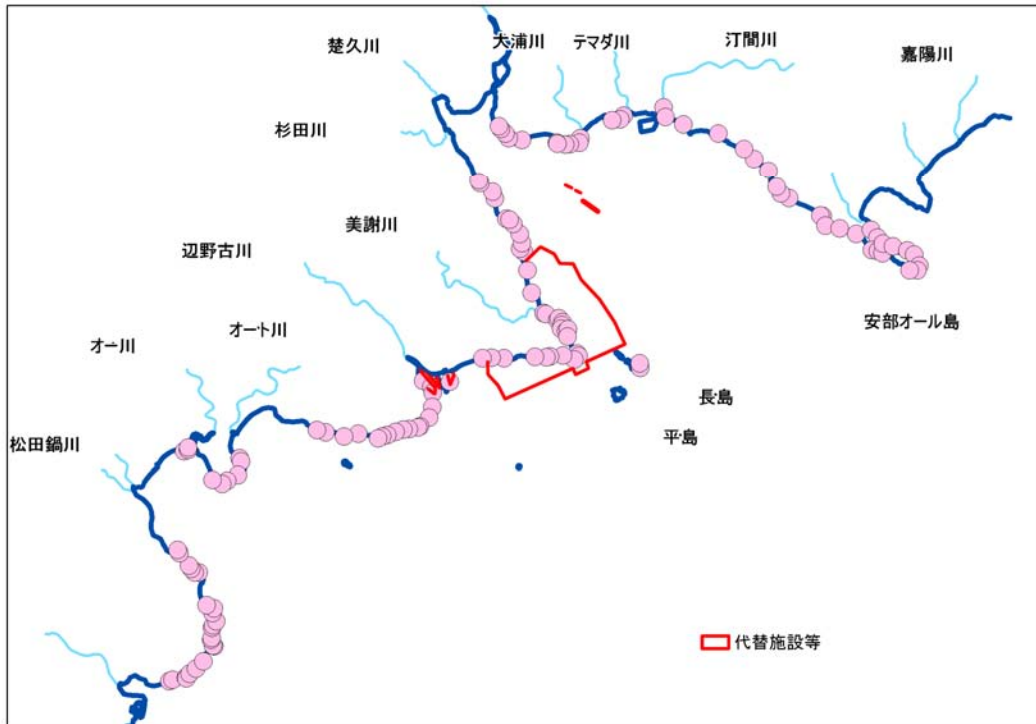 楚久川
大浦川
テマダ川
汀間川
嘉陽川
杉田川
美謝川
辺野古川
オートト川
オー川
安部オール島
長島
平島
松田鍋川
代替施設等